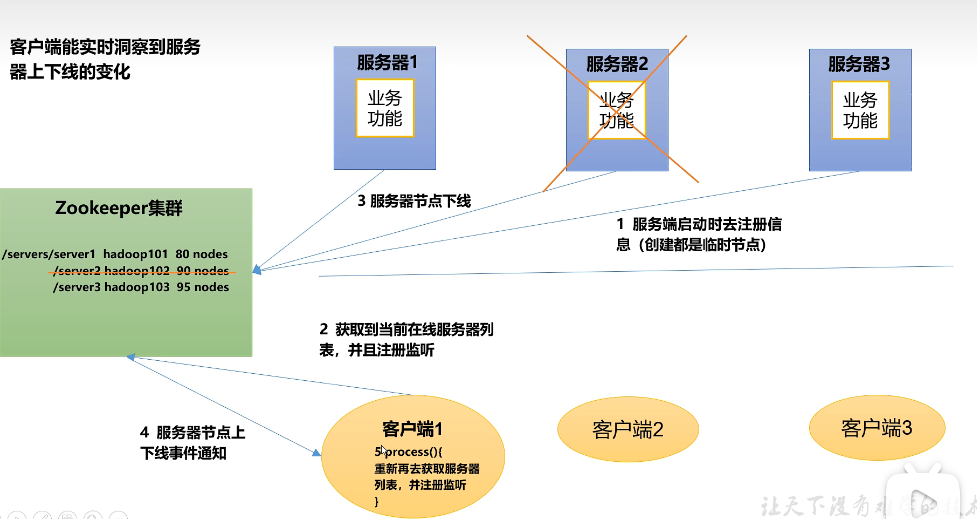 客户端能实时洞察到服务
器上下线的变化
服务器1
业务
功能
服务器2
业务
功能
服务器3
业务
功能
3 服务器节点下线
1 服务端启动时去注册信
息（创建都是临时节点）
Zookeeper集群
/servers/server1 hadoop101 80 nodes
/server2 hadoop102 90 nodes
/server3 hadoop103 95 nodes
2 获取到当前在线服务器列
表，并且注册监听
4 服务器节点上
下线事件通知
客户端1
5 process(){
重新再去获取服务器
列表，并注册监听
}
客户端2
客户端3
让天下没有难学的技术